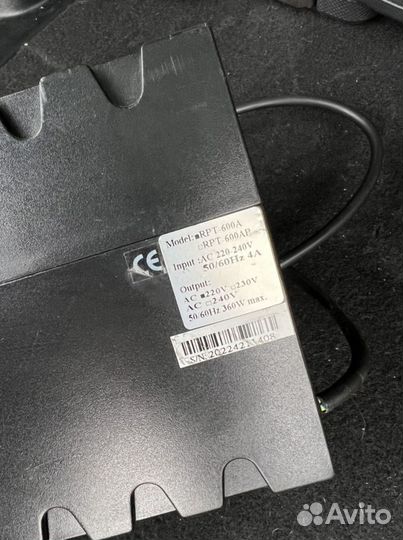 Model: ■RPT-600A
□RPT-600AP
Input: AC 220-240V
50/60Hz 4A
Output:
AC ■220V □230V
AC □240V
50/60Hz 360W max.
CE
Avito